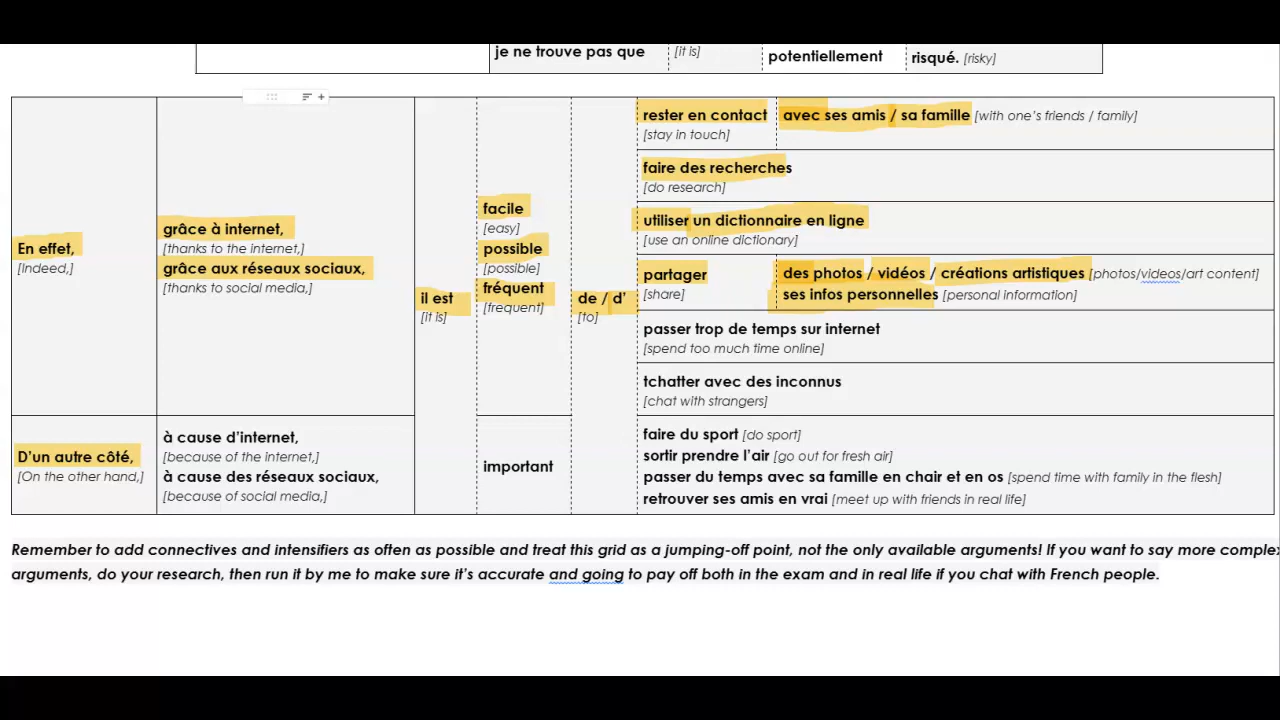 je ne trouve pas que
[it is]
potentiellement
risqué. [risky]
En effet,
[Indeed,]
grâce à internet,
[thanks to the internet,]
grâce aux réseaux sociaux,
[thanks to social media,]
il est
[it is]
facile
[easy]
possible
[possible]
fréquent
[frequent]
de / d’
[to]
rester en contact
[stay in touch]
avec ses amis / sa famille [with one’s friends / family]
faire des recherches
[do research]
utiliser un dictionnaire en ligne
[use an online dictionary]
partager
[share]
des photos / vidéos / créations artistiques [photos/videos/art content]
ses infos personnelles [personal information]
passer trop de temps sur internet
[spend too much time online]
tchatter avec des inconnus
[chat with strangers]
D’un autre côté,
[On the other hand,]
à cause d’internet,
[because of the internet,]
à cause des réseaux sociaux,
[because of social media,]
important
faire du sport [do sport]
sortir prendre l’air [go out for fresh air]
passer du temps avec sa famille en chair et en os [spend time with family in the flesh]
retrouver ses amis en vrai [meet up with friends in real life]
Remember to add connectives and intensifiers as often as possible and treat this grid as a jumping-off point, not the only available arguments! If you want to say more complex
arguments, do your research, then run it by me to make sure it’s accurate and going to pay off both in the exam and in real life if you chat with French people.